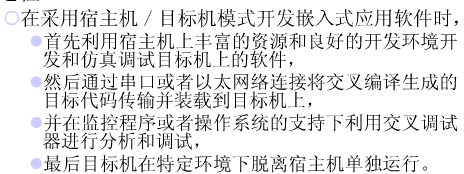 在采用宿主机/目标机模式开发嵌入式应用软件时，
首先利用宿主机上丰富的资源和良好的开发环境开
发和仿真调试目标机上的软件，
然后通过串口或者以太网络连接将交叉编译生成的
目标代码传输并装载到目标机上，
并在监控程序或者操作系统的支持下利用交叉调试
器进行分析和调试，
最后目标机在特定环境下脱离宿主机单独运行。